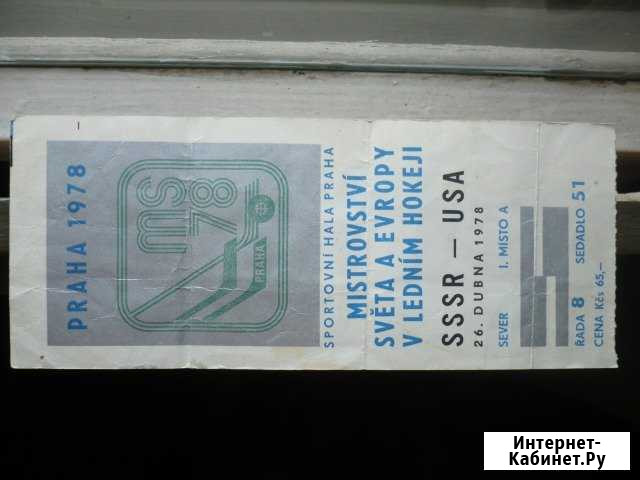 PRAHA 1978
ms
78
PRAHA
SPORTOVNÍ HALA PRAHA
MISTROVSTVÍ
SVĚTA A EVROPY
V LEDNÍM HOKEJI
SSSR — USA
26. DUBNA 1978
SEVER I. MISTO A
ŘADA 8 SEDADLO 51
CENA Kčs 65,—
Интернет-
Кабинет.Ру